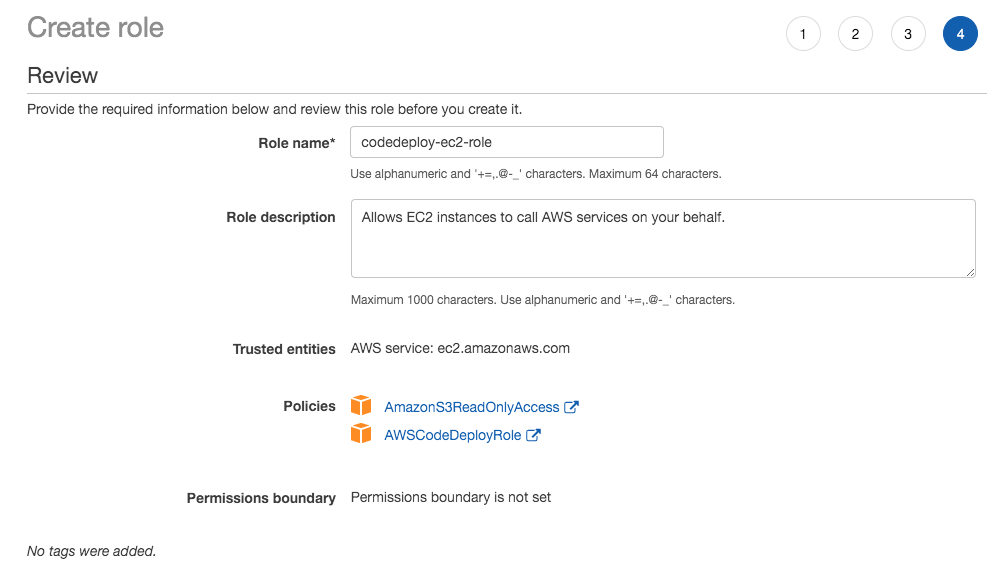 Create role
1 2 3 4
Review
Provide the required information below and review this role before you create it.
Role name* codedeploy-ec2-role
Use alphanumeric and '+=,.@-_' characters. Maximum 64 characters.
Role description Allows EC2 instances to call AWS services on your behalf.
Maximum 1000 characters. Use alphanumeric and '+=,.@-_' characters.
Trusted entities AWS service: ec2.amazonaws.com
Policies AmazonS3ReadOnlyAccess
AWSCodeDeployRole
Permissions boundary Permissions boundary is not set
No tags were added.